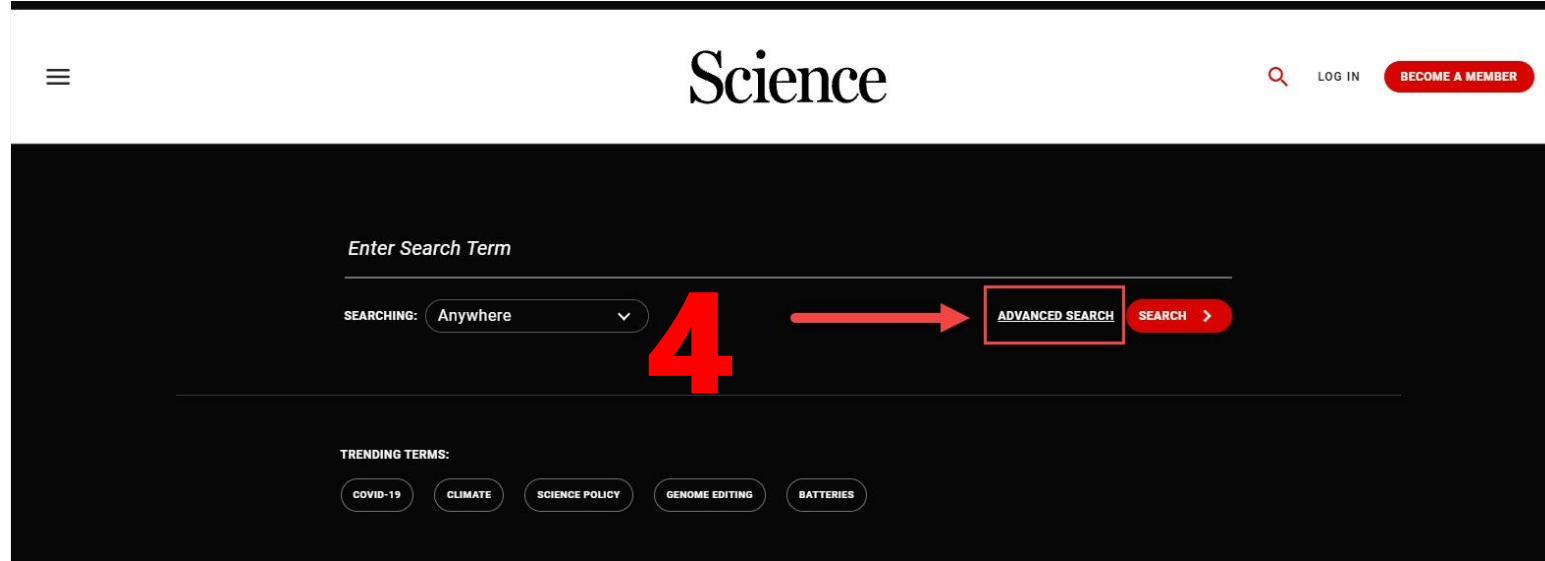 Science
LOG IN
BECOME A MEMBER
Enter Search Term
SEARCHING: Anywhere
4
ADVANCED SEARCH
SEARCH
TRENDING TERMS:
COVID-19 CLIMATE SCIENCE POLICY GENOME EDITING BATTERIES